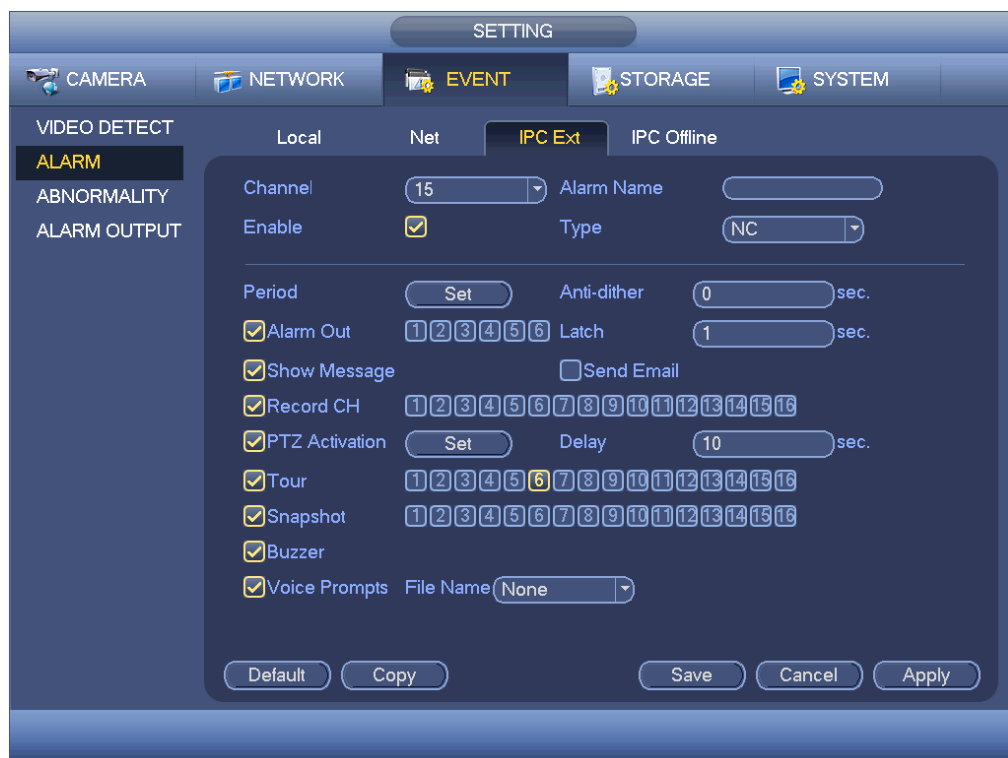 SETTING
CAMERA NETWORK EVENT STORAGE SYSTEM
VIDEO DETECT
ALARM
ABNORMALITY
ALARM OUTPUT
Local Net IPC Ext IPC Offline
Channel 15 Alarm Name
Enable Type NC
Period Set Anti-dither 0 sec.
Alarm Out 1 2 3 4 5 6 Latch 1 sec.
Show Message Send Email
Record CH 1 2 3 4 5 6 7 8 9 10 11 12 13 14 15 16
PTZ Activation Set Delay 10 sec.
Tour 1 2 3 4 5 6 7 8 9 10 11 12 13 14 15 16
Snapshot 1 2 3 4 5 6 7 8 9 10 11 12 13 14 15 16
Buzzer
Voice Prompts File Name None
Default Copy Save Cancel Apply